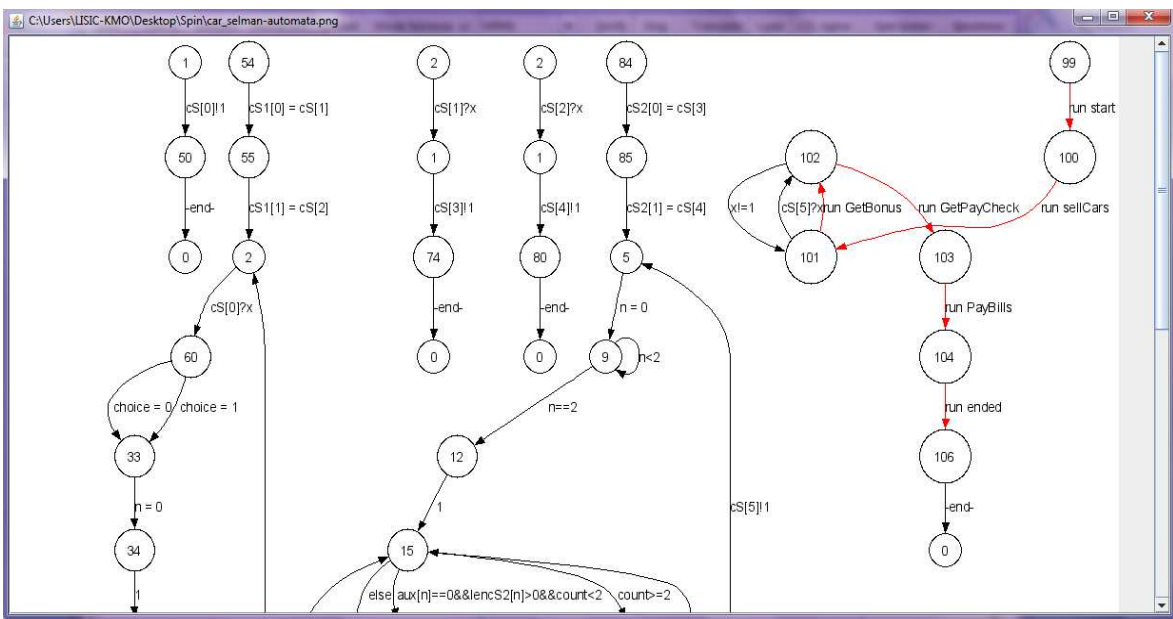 C:\Users\LISIC-KMO\Desktop\Spin\car_selman-automata.png
1 54 2 2 84 99
cS[0]!1 cS1[0] = cS[1] cS[1]?x cS[2]?x cS2[0] = cS[3] run start
50 55 1 1 85 102 100
-end- cS1[1] = cS[2] cS[3]!1 cS[4]!1 cS2[1] = cS[4] x!=1 cS[5]?x run GetBonus run GetPayCheck run sellCars
0 2 74 80 5 101 103
cS[0]?x -end- -end- n = 0 run PayBills
60 0 0 9 n<2 104
choice = 0 choice = 1 n==2 run ended
33 12 106
n = 0 1 cS[5]!1 -end-
34 15 0
1 else aux[n]==0&&lencS2[n]>0&&count<2 count>=2